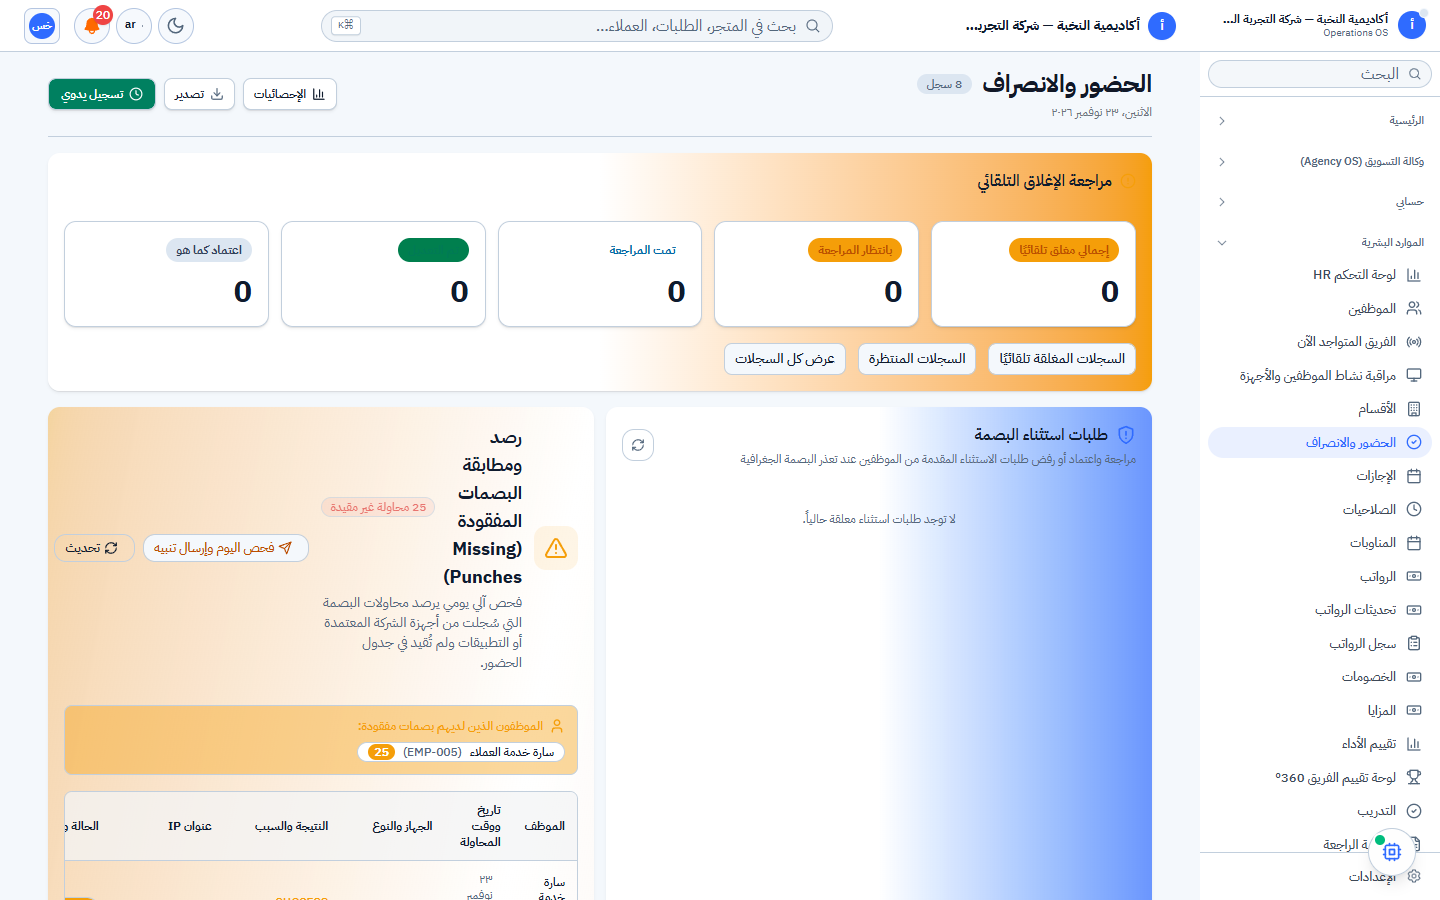 أكاديمية النخبة — شركة التجربة الـ...
Operations OS
أ
أ
أكاديمية النخبة — شركة التجريب...
بحث في المتجر، الطلبات، العملاء...
⌘K
ar
20
خس
البحث
الرئيسية
وكالة التسويق (Agency OS)
حسابي
الموارد البشرية
لوحة التحكم HR
الموظفين
الفريق المتواجد الآن
مراقبة نشاط الموظفين والأجهزة
الأقسام
الحضور والانصراف
الإجازات
الصلاحيات
المناوبات
الرواتب
تحديثات الرواتب
سجل الرواتب
الخصومات
المزايا
تقييم الأداء
لوحة تقييم الفريق 360°
التدريب
الراجعة
الإعدادات
الحضور والانصراف
8 سجل
الاثنين، ٢٣ نوفمبر ٢٠٢٦
الإحصائيات
تصدير
تسجيل يدوي
مراجعة الإغلاق التلقائي
إجمالي مغلق تلقائيًا
0
بانتظار المراجعة
0
تمت المراجعة
0
0
اعتماد كما هو
0
السجلات المغلقة تلقائيًا
السجلات المنتظرة
عرض كل السجلات
طلبات استثناء البصمة
مراجعة واعتماد أو رفض طلبات الاستثناء المقدمة من الموظفين عند تعذر البصمة الجغرافية
لا توجد طلبات استثناء معلقة حالياً.
رصد
ومطابقة
البصمات
المفقودة
(Missing
Punches)
25 محاولة غير مقيدة
فحص اليوم وإرسال تنبيه
تحديث
فحص آلي يومي يرصد محاولات البصمة
التي سُجلت من أجهزة الشركة المعتمدة
أو التطبيقات ولم تُقيد في جدول
الحضور.
الموظفون الذين لديهم بصمات مفقودة:
سارة خدمة العملاء (EMP-005) 25
الموظف
تاريخ
ووقت
المحاولة
الجهاز والنوع
النتيجة والسبب
عنوان IP
الحالة و
سارة
خدمة
٢٣
نوفمبر